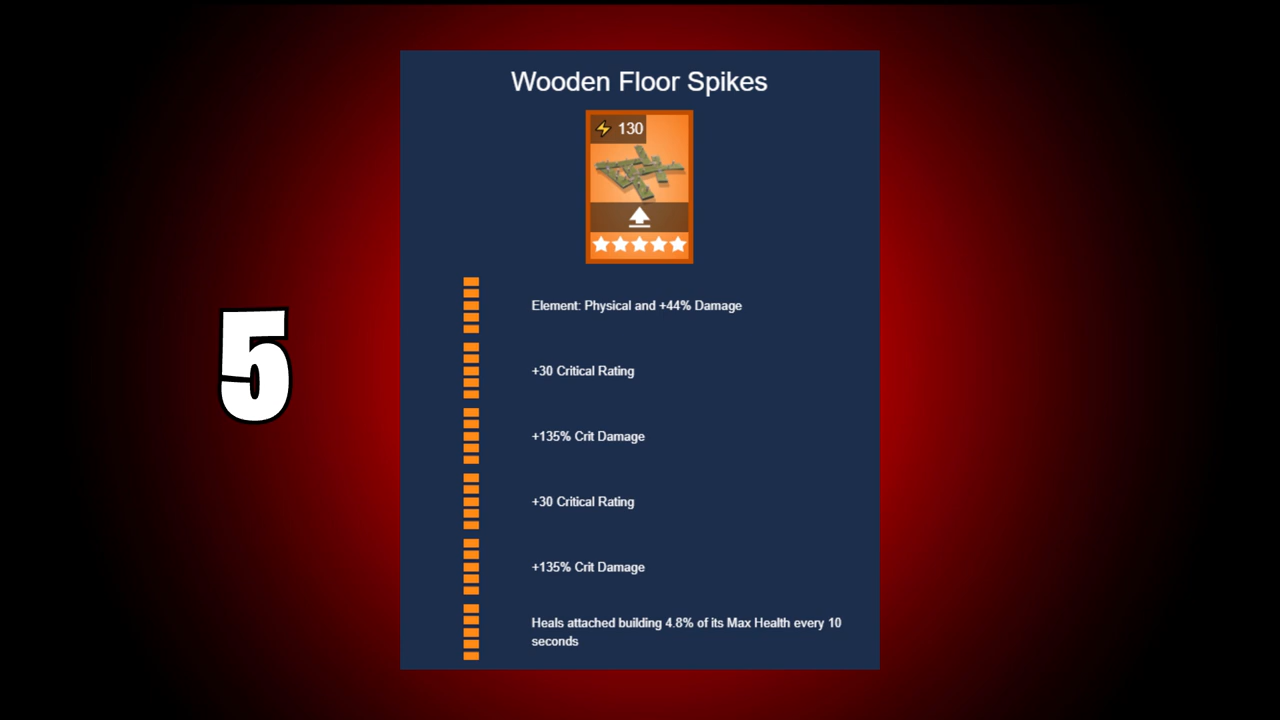 Wooden Floor Spikes
130
5
Element: Physical and +44% Damage
+30 Critical Rating
+135% Crit Damage
+30 Critical Rating
+135% Crit Damage
Heals attached building 4.8% of its Max Health every 10
seconds